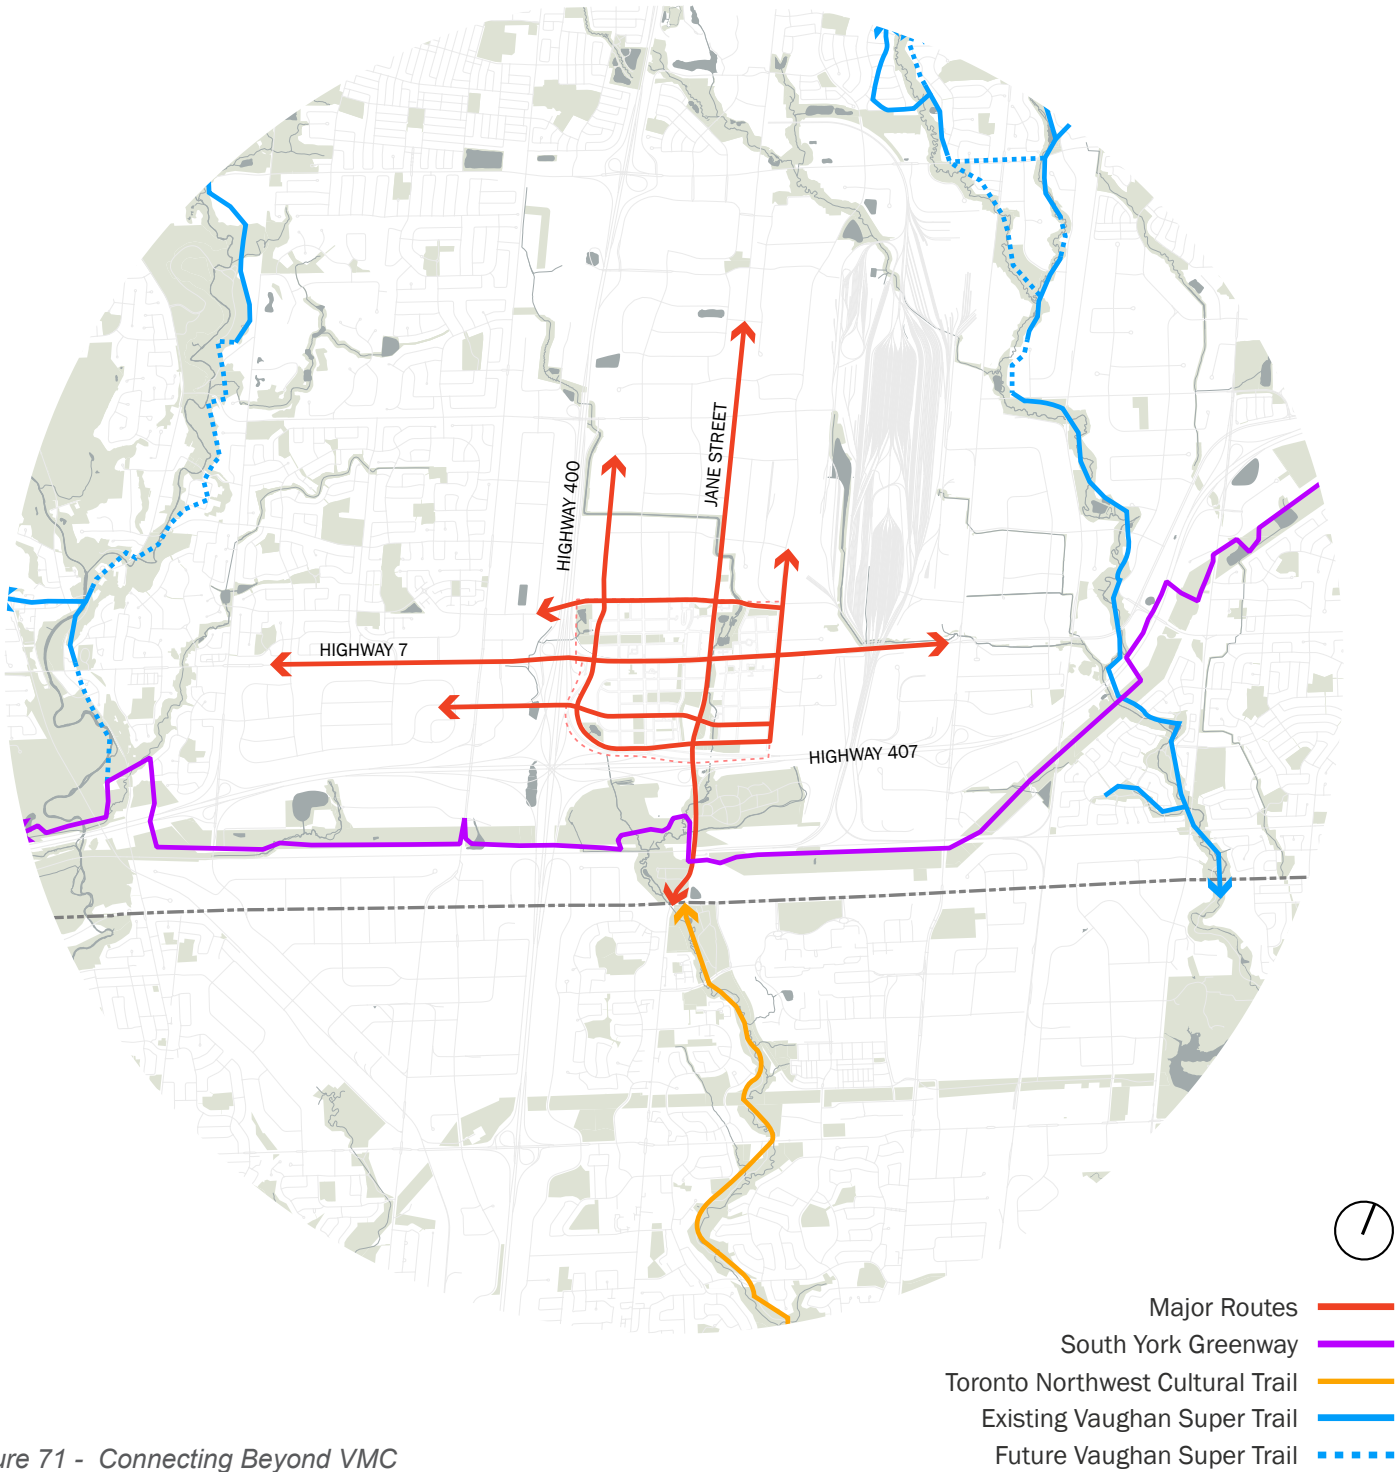 JANE STREET
HIGHWAY 400
HIGHWAY 7
HIGHWAY 407
Major Routes
South York Greenway
Toronto Northwest Cultural Trail
Existing Vaughan Super Trail
Future Vaughan Super Trail
ure 71 - Connecting Beyond VMC